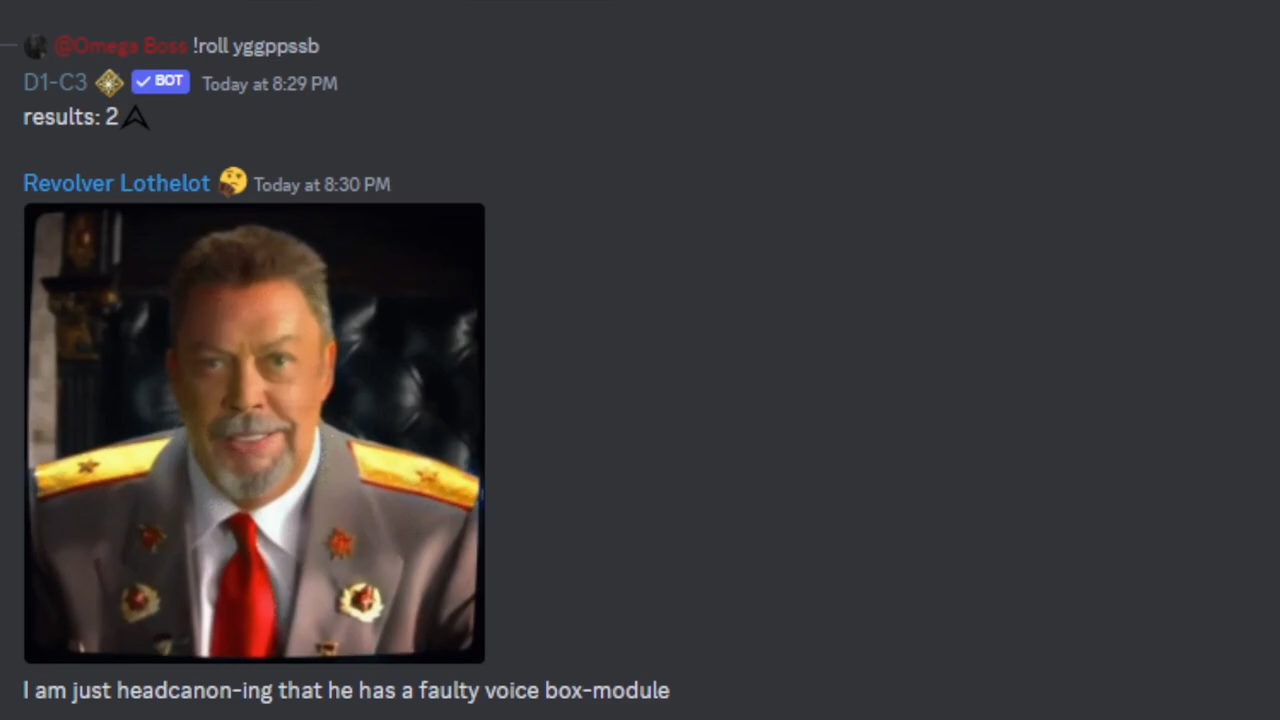 @Omega Boss !roll yggppssb
D1-C3 BOT Today at 8:29 PM
results: 2
Revolver Lothelot Today at 8:30 PM
I am just headcanon-ing that he has a faulty voice box-module